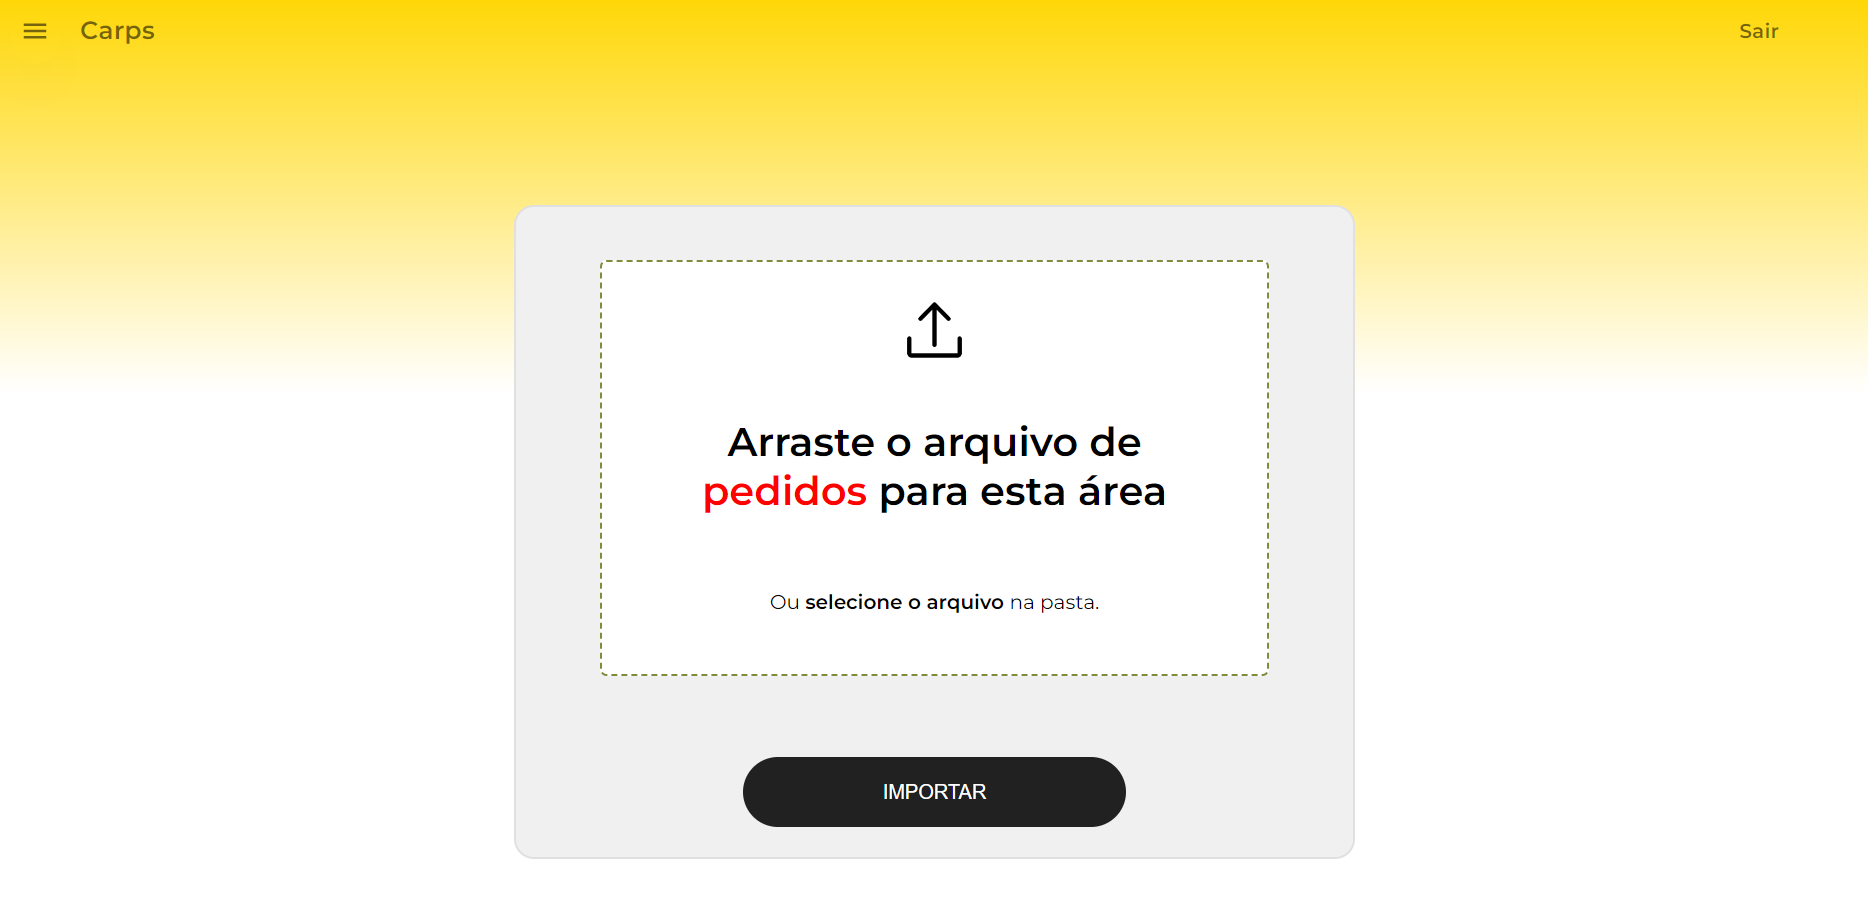 Carps
Sair
Arraste o arquivo de
pedidos para esta área
Ou selecione o arquivo na pasta.
IMPORTAR